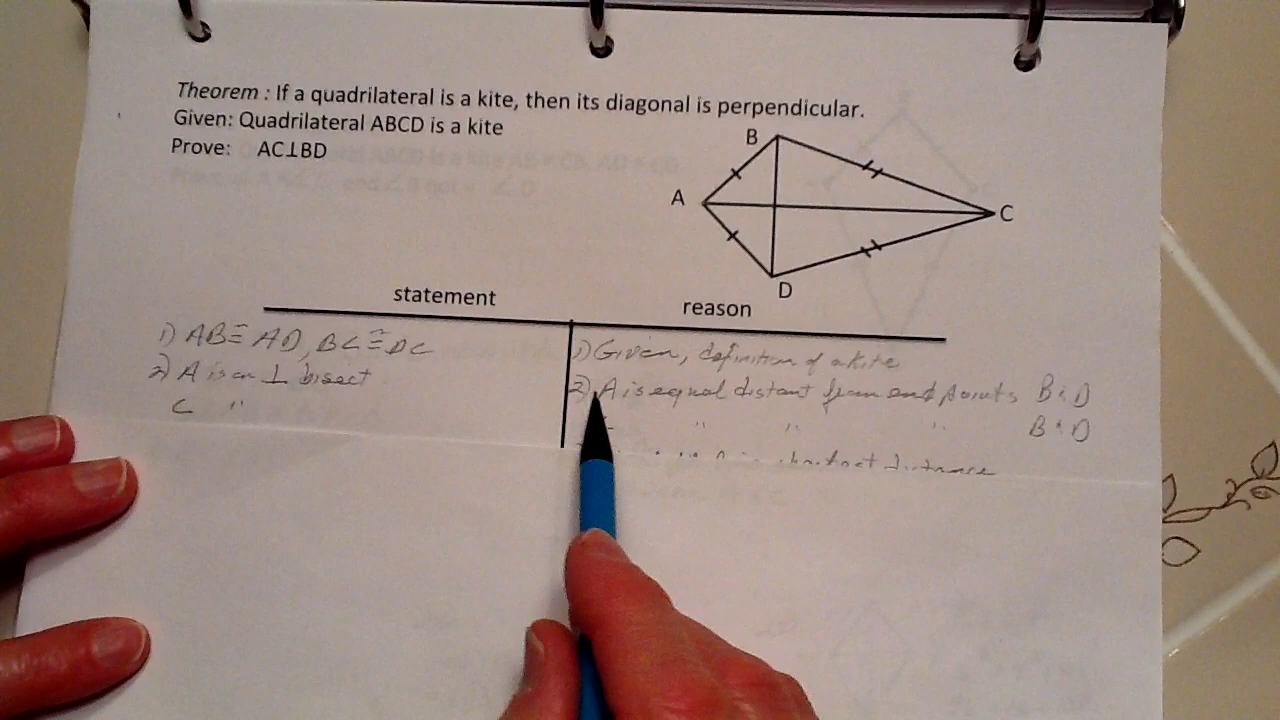 Theorem : If a quadrilateral is a kite, then its diagonal is perpendicular.
Given: Quadrilateral ABCD is a kite
Prove: AC⊥BD
B
A
C
D
statement
reason
1) AB≅AD, BC≅DC
1) Given, definition of a kite
2) A is on ⊥ bisect
2) A is equal distant from end points B & D
C "
" " " B & D
shortest distance